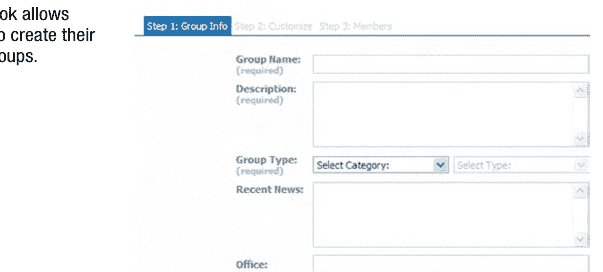 ok allows
o create their
oups.
Step 1: Group Info Step 2: Customize Step 3: Members
Group Name:
(required)
Description:
(required)
Group Type:
(required)
Select Category: Select Type:
Recent News:
Office: